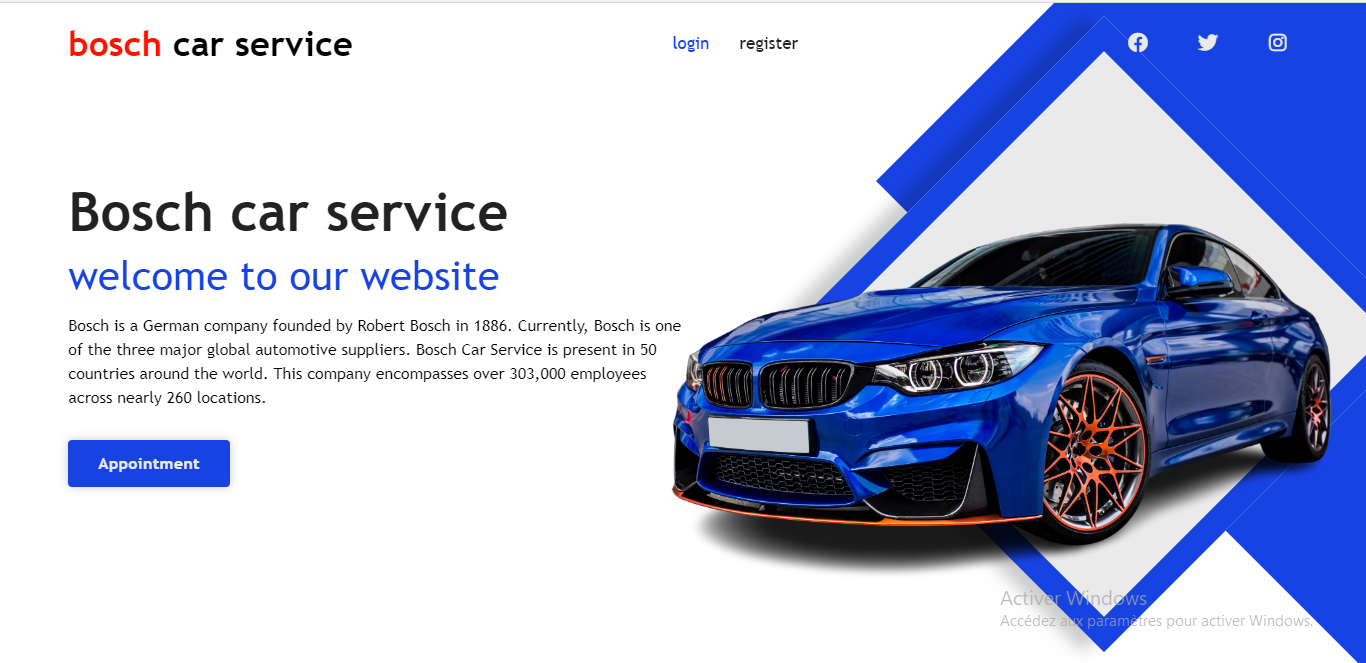 bosch car service
login register
Bosch car service
welcome to our website
Bosch is a German company founded by Robert Bosch in 1886. Currently, Bosch is one
of the three major global automotive suppliers. Bosch Car Service is present in 50
countries around the world. This company encompasses over 303,000 employees
across nearly 260 locations.
Appointment
Activer Windows
Accédez aux paramètres pour activer Windows.